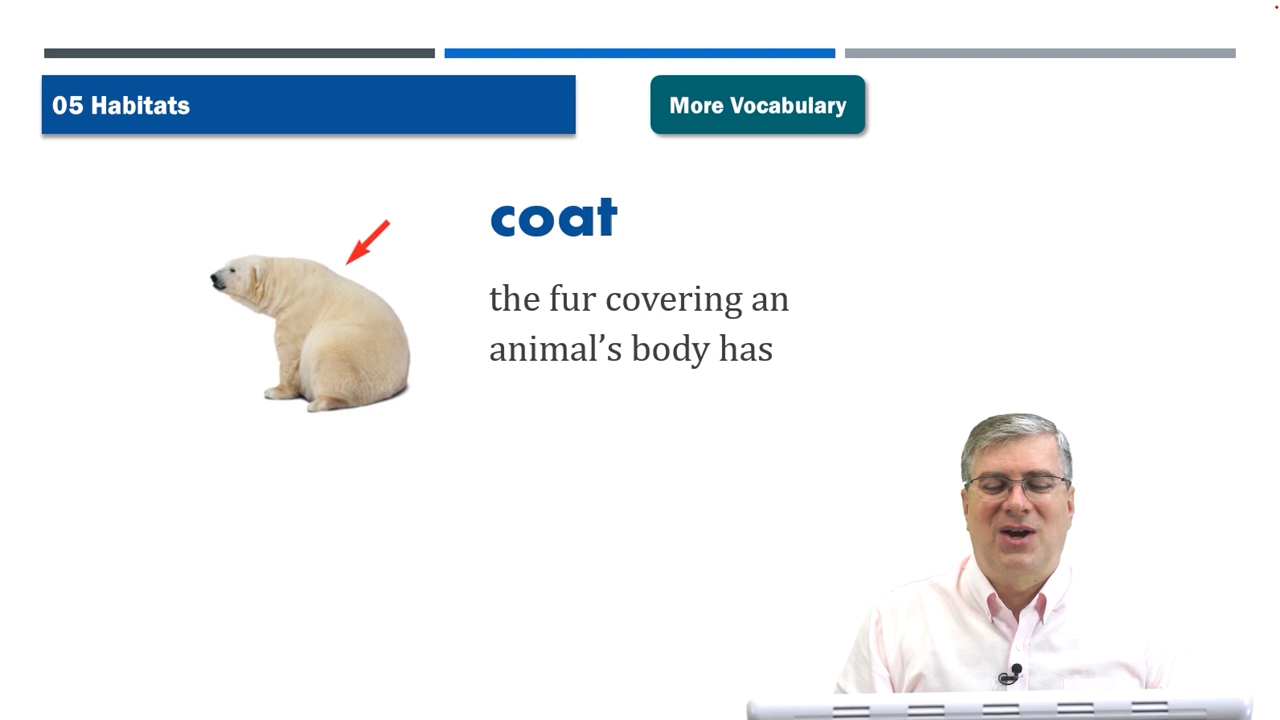 05 Habitats
More Vocabulary
coat
the fur covering an
animal’s body has